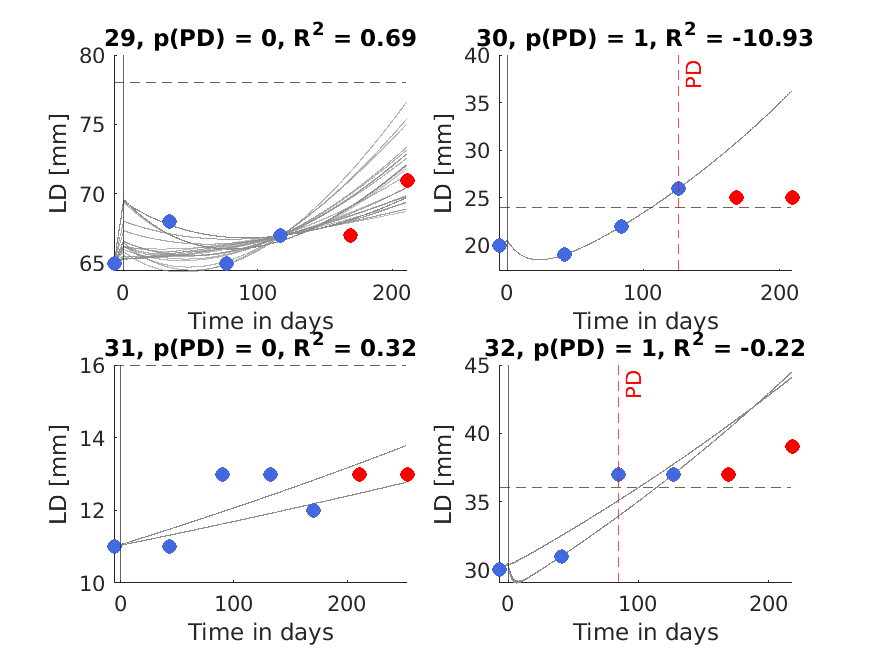 29, p(PD) = 0, R² = 0.69
80
75
70
65
LD [mm]
0
100
200
Time in days
30, p(PD) = 1, R² = -10.93
40
35
30
25
20
LD [mm]
PD
0
100
200
Time in days
31, p(PD) = 0, R² = 0.32
16
14
12
10
LD [mm]
0
100
200
Time in days
32, p(PD) = 1, R² = -0.22
45
40
35
30
LD [mm]
PD
0
100
200
Time in days